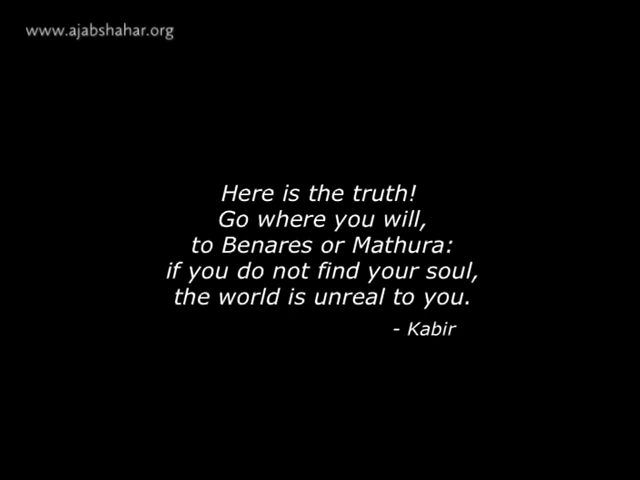 www.ajabshahar.org
Here is the truth!
Go where you will,
to Benares or Mathura:
if you do not find your soul,
the world is unreal to you.
- Kabir